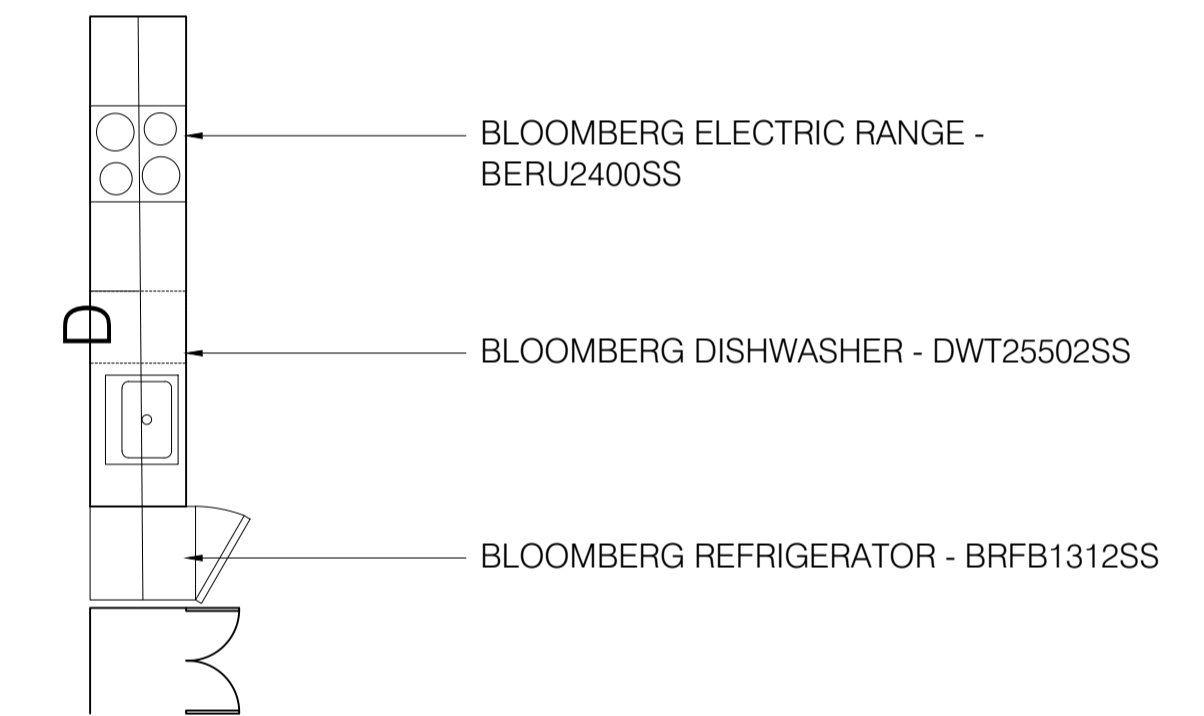 BLOOMBERG ELECTRIC RANGE -
BERU2400SS
D
BLOOMBERG DISHWASHER - DWT25502SS
BLOOMBERG REFRIGERATOR - BRFB1312SS